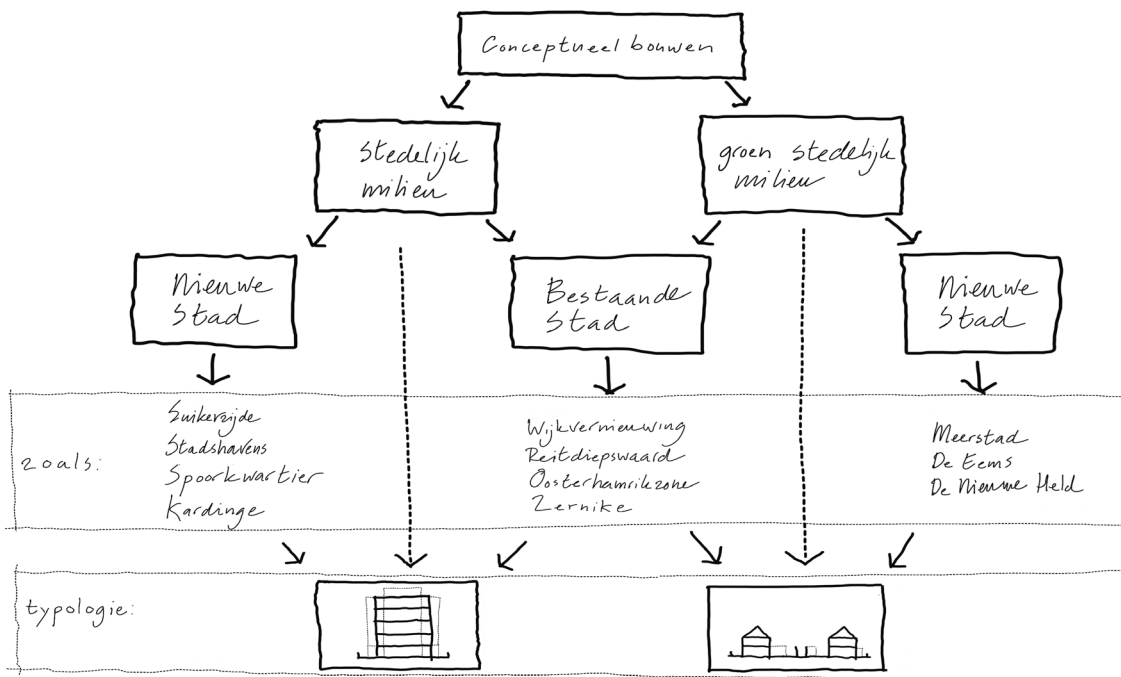 Conceptueel bouwen
Stedelijk
milieu
groen stedelijk
milieu
Nieuwe
Stad
Bestaande
Stad
Nieuwe
Stad
zoals:
Suikerzijde
Stadshavens
Spoorkwartier
Kardinge
Wijkvernieuwing
Reitdiepswaard
Oosterhamrikzone
Zernike
Meerstad
De Eems
De Nieuwe Held
typologie: